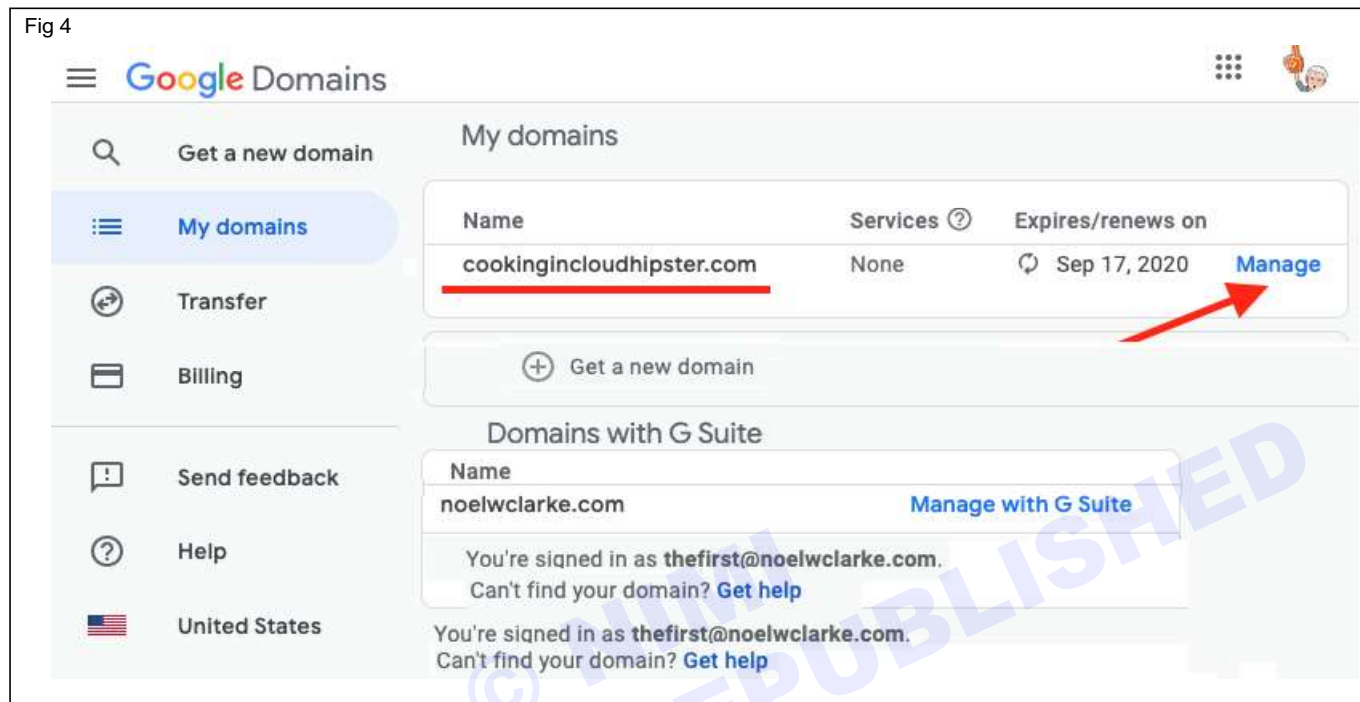 Fig 4
Google Domains
Get a new domain
My domains
Transfer
Billing
Send feedback
Help
United States
My domains
Name Services Expires/renews on
cookingincloudhipster.com None Sep 17, 2020 Manage
Get a new domain
Domains with G Suite
Name
noelwclarke.com Manage with G Suite
You're signed in as thefirst@noelwclarke.com.
Can't find your domain? Get help
You're signed in as thefirst@noelwclarke.com.
Can't find your domain? Get help
© NIMI